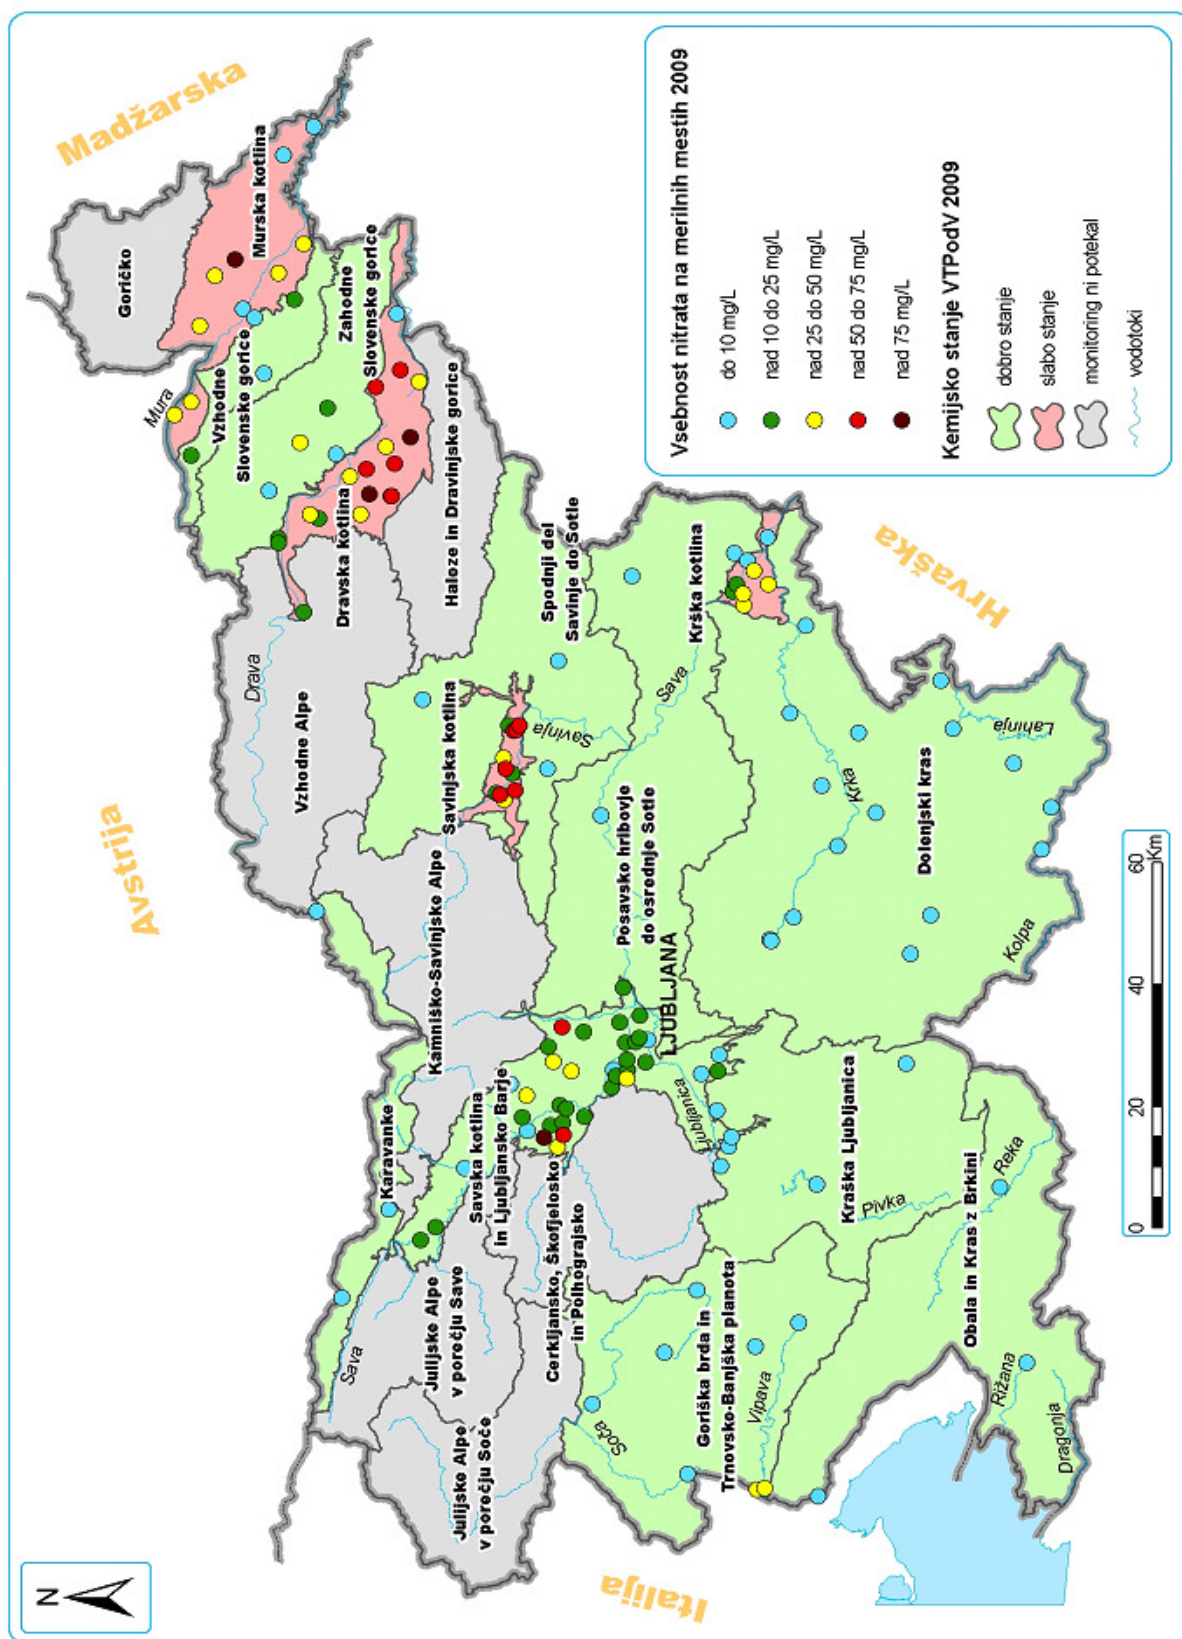 N
Avstrija
Madžarska
Italija
Hrvaška
Goričko
Murska kotlina
Mura
Vzhodne
Slovenske gorice
Zahodne
Slovenske gorice
Dravska kotlina
Haloze in Dravinjske gorice
Drava
Vzhodne Alpe
Karavanke
Kamniško-Savinjske Alpe
Savinjska kotlina
Savinja
Spodnji del
Savinje do Sotle
Sava
Julijske Alpe
v porečju Save
Julijske Alpe
v porečju Soče
Savska kotlina
in Ljubljansko Barje
Cerkljansko, Škofjeloško
in Polhograjsko
Posavsko hribovje
do osrednje Sotle
Sava
Krška kotlina
LJUBLJANA
Ljubljanica
Soča
Goriška brda in
Trnovsko-Banjška planota
Vipava
Kraška Ljubljanica
Pivka
Krka
Dolenjski kras
Lahinja
Kolpa
Obala in Kras z Brkini
Reka
Rižana
Dragonja
0
20
40
60
Km
Vsebnost nitrata na merilnih mestih 2009
do 10 mg/L
nad 10 do 25 mg/L
nad 25 do 50 mg/L
nad 50 do 75 mg/L
nad 75 mg/L
Kemijsko stanje VTPodV 2009
dobro stanje
slabo stanje
monitoring ni potekal
vodotoki